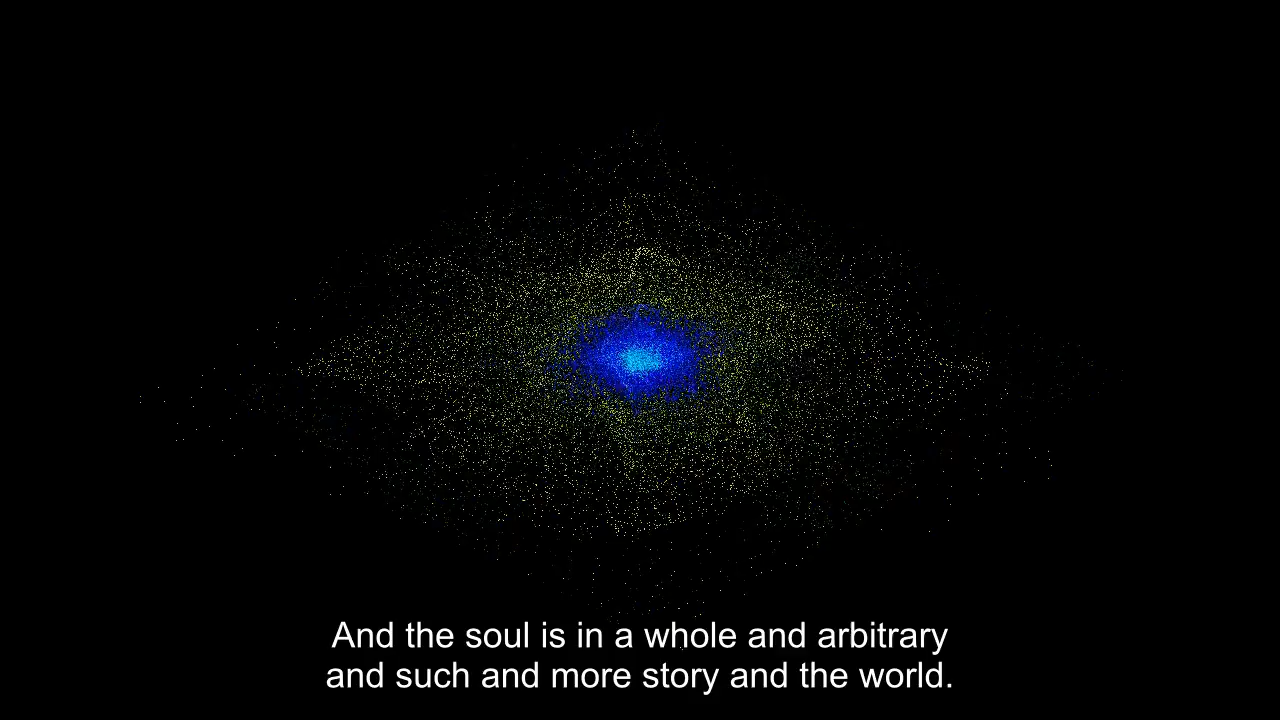 And the soul is in a whole and arbitrary
and such and more story and the world.